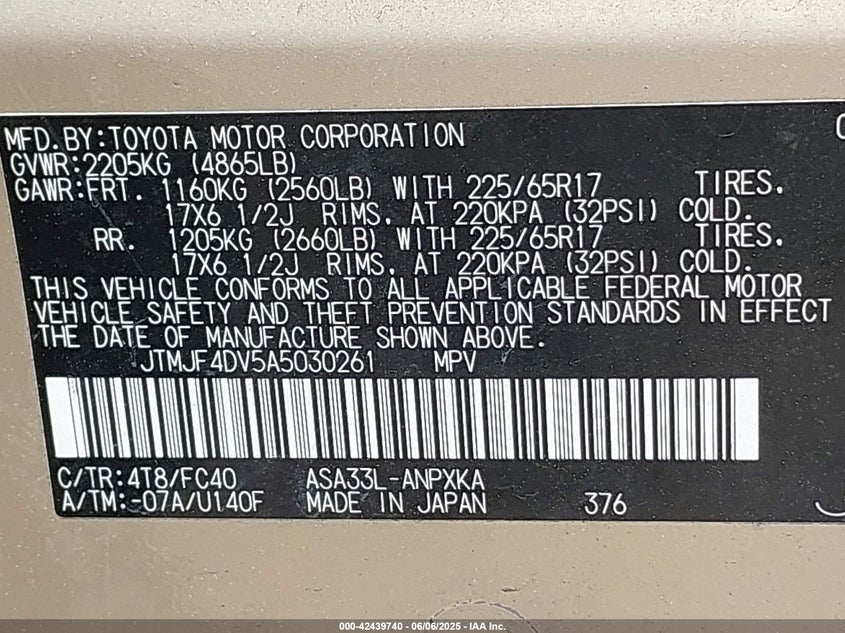 MFD.BY:TOYOTA MOTOR CORPORATION
GVWR:2205KG (4865LB)
GAWR:FRT. 1160KG (2560LB) WITH 225/65R17 TIRES.
17X6 1/2J RIMS. AT 220KPA (32PSI) COLD.
RR. 1205KG (2660LB) WITH 225/65R17 TIRES.
17X6 1/2J RIMS. AT 220KPA (32PSI) COLD.
THIS VEHICLE CONFORMS TO ALL APPLICABLE FEDERAL MOTOR
VEHICLE SAFETY AND THEFT PREVENTION STANDARDS IN EFFECT
THE DATE OF MANUFACTURE SHOWN ABOVE.
JTMJF4DV5A5030261 MPV
C/TR:4T8/FC40 ASA33L-ANPXKA
A/TM:-07A/U140F MADE IN JAPAN 376
000-42439740 - 06/06/2025 - IAA Inc.